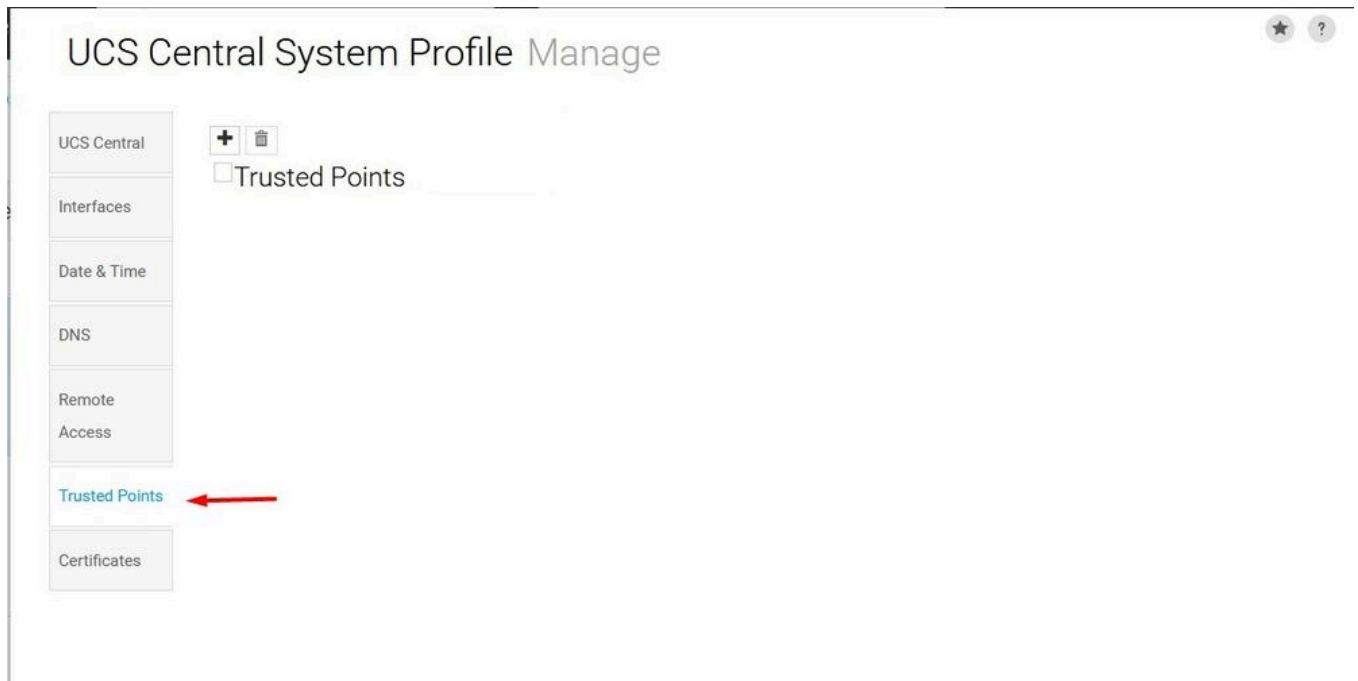 UCS Central System Profile Manage
?
UCS Central
Trusted Points
Interfaces
Date & Time
DNS
Remote
Access
Trusted Points
Certificates